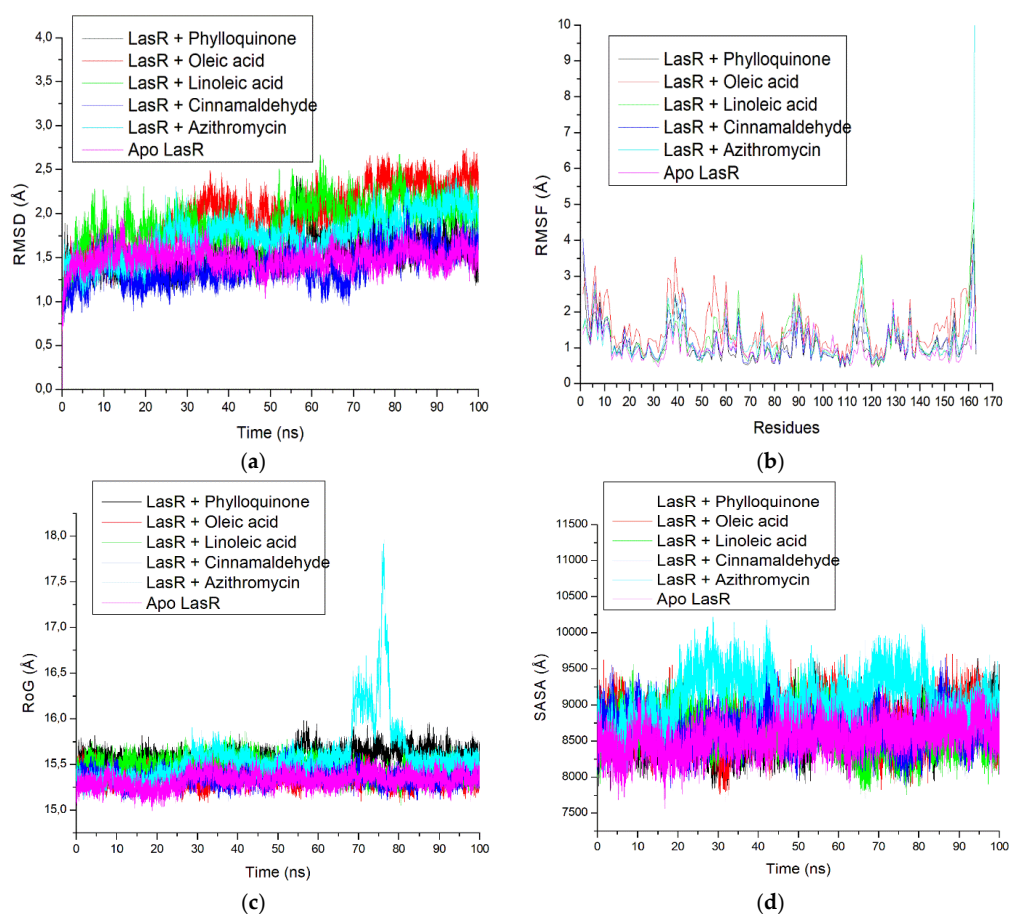 LasR + Phylloquinone
LasR + Oleic acid
LasR + Linoleic acid
LasR + Cinnamaldehyde
LasR + Azithromycin
Apo LasR
4,0
3,5
3,0
2,5
2,0
1,5
1,0
0,5
0,0
RMSD (Å)
0 10 20 30 40 50 60 70 80 90 100
Time (ns)
(a)
LasR + Phylloquinone
LasR + Oleic acid
LasR + Linoleic acid
LasR + Cinnamaldehyde
LasR + Azithromycin
Apo LasR
10
9
8
7
6
5
4
3
2
1
0
RMSF (Å)
0 10 20 30 40 50 60 70 80 90 100 110 120 130 140 150 160 170
Residues
(b)
LasR + Phylloquinone
LasR + Oleic acid
LasR + Linoleic acid
LasR + Cinnamaldehyde
LasR + Azithromycin
Apo LasR
18,0
17,5
17,0
16,5
16,0
15,5
15,0
RoG (Å)
0 10 20 30 40 50 60 70 80 90 100
Time (ns)
(c)
LasR + Phylloquinone
LasR + Oleic acid
LasR + Linoleic acid
LasR + Cinnamaldehyde
LasR + Azithromycin
Apo LasR
11500
11000
10500
10000
9500
9000
8500
8000
7500
SASA (Å)
0 10 20 30 40 50 60 70 80 90 100
Time (ns)
(d)